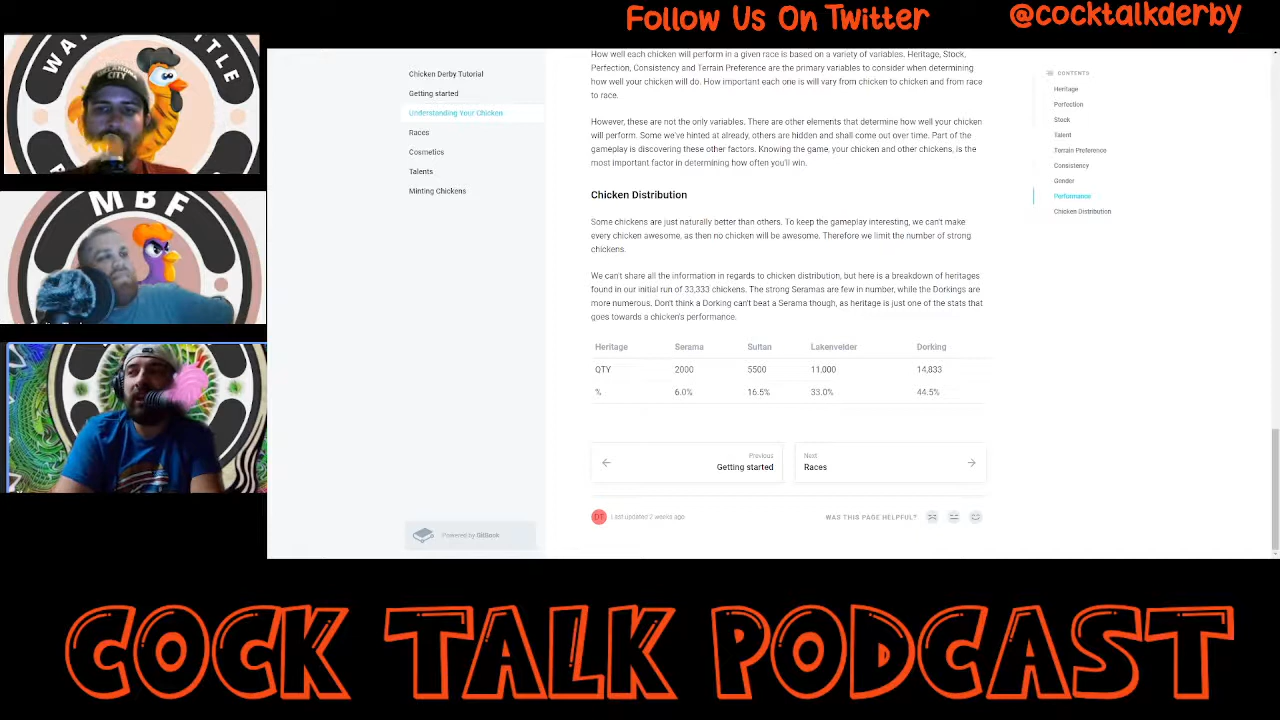 Follow Us On Twitter
@cocktalkderby
OKLAHOMA
CITY
MBF
Chicken Derby Tutorial
Getting started
Understanding Your Chicken
Races
Cosmetics
Talents
Minting Chickens
Powered by GitBook
How well each chicken will perform in a given race is based on a variety of variables. Heritage, Stock,
Perfection, Consistency and Terrain Preference are the primary variables to consider when determining
how well your chicken will do. How important each one is will vary from chicken to chicken and from race
to race.
However, these are not the only variables. There are other elements that determine how well your chicken
will perform. Some we've hinted at already, others are hidden and shall come out over time. Part of the
gameplay is discovering these other factors. Knowing the game, your chicken and other chickens, is the
most important factor in determining how often you'll win.
Chicken Distribution
Some chickens are just naturally better than others. To keep the gameplay interesting, we can't make
every chicken awesome, as then no chicken will be awesome. Therefore we limit the number of strong
chickens.
We can't share all the information in regards to chicken distribution, but here is a breakdown of heritages
found in our initial run of 33,333 chickens. The strong Seramas are few in number, while the Dorkings are
more numerous. Don't think a Dorking can't beat a Serama though, as heritage is just one of the stats that
goes towards a chicken's performance.
Heritage Serama Sultan Lakenvelder Dorking
QTY. 2000 5500 11,000 14,833
% 6.0% 16.5% 33.0% 44.5%
Previous
Getting started
Next
Races
DT Last updated 2 weeks ago
WAS THIS PAGE HELPFUL?
CONTENTS
Heritage
Perfection
Stock
Talent
Terrain Preference
Consistency
Gender
Performance
Chicken Distribution
COCK TALK PODCAST